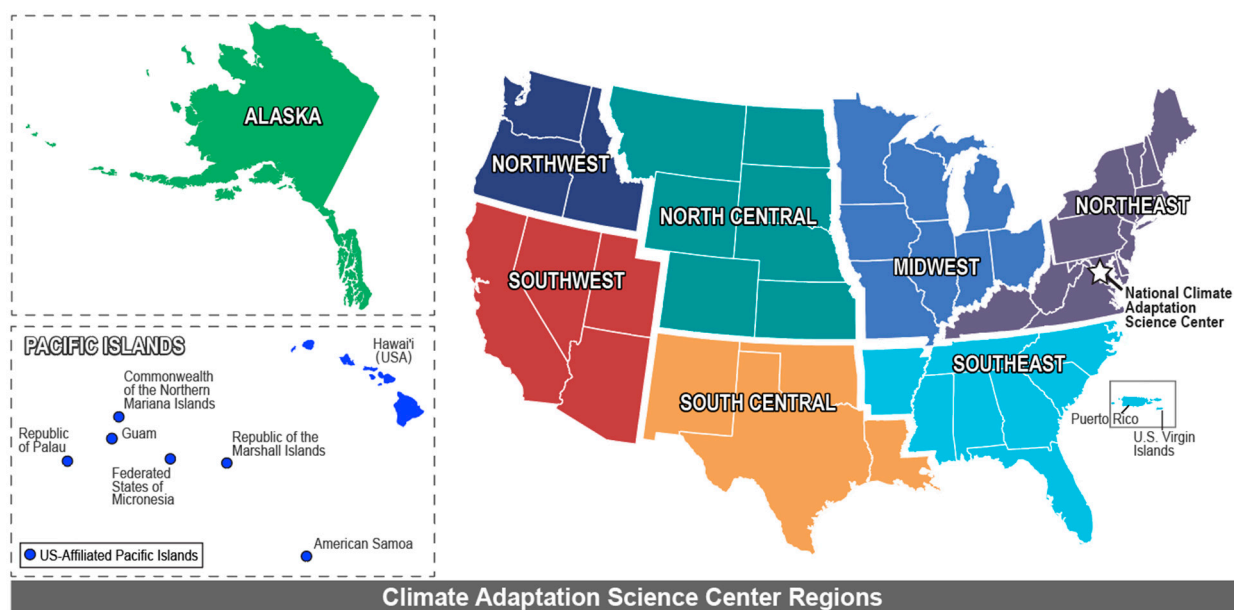 ALASKA
PACIFIC ISLANDS
Hawai'i
(USA)
Commonwealth
of the Northern
Mariana Islands
Guam
Republic
of Palau
Federated
States of
Micronesia
Republic of the
Marshall Islands
American Samoa
US-Affiliated Pacific Islands
NORTHWEST
NORTH CENTRAL
MIDWEST
NORTHEAST
SOUTHWEST
National Climate
Adaptation
Science Center
SOUTH CENTRAL
SOUTHEAST
Puerto Rico
U.S. Virgin
Islands
Climate Adaptation Science Center Regions